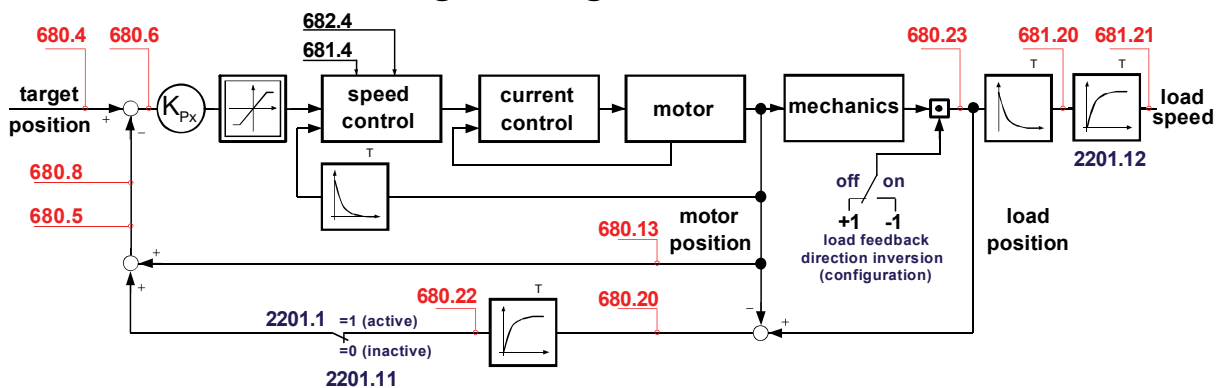 682.4
680.4
680.6
681.4
680.23
681.20
681.21
T
T
target
position
+
−
KPx
speed
control
current
control
motor
mechanics
load
speed
2201.12
T
680.8
680.5
off
on
+1
-1
load feedback
direction inversion
(configuration)
load
position
motor
position
680.13
+
+
680.22
T
680.20
−
+
2201.1
=1 (active)
=0 (inactive)
2201.11